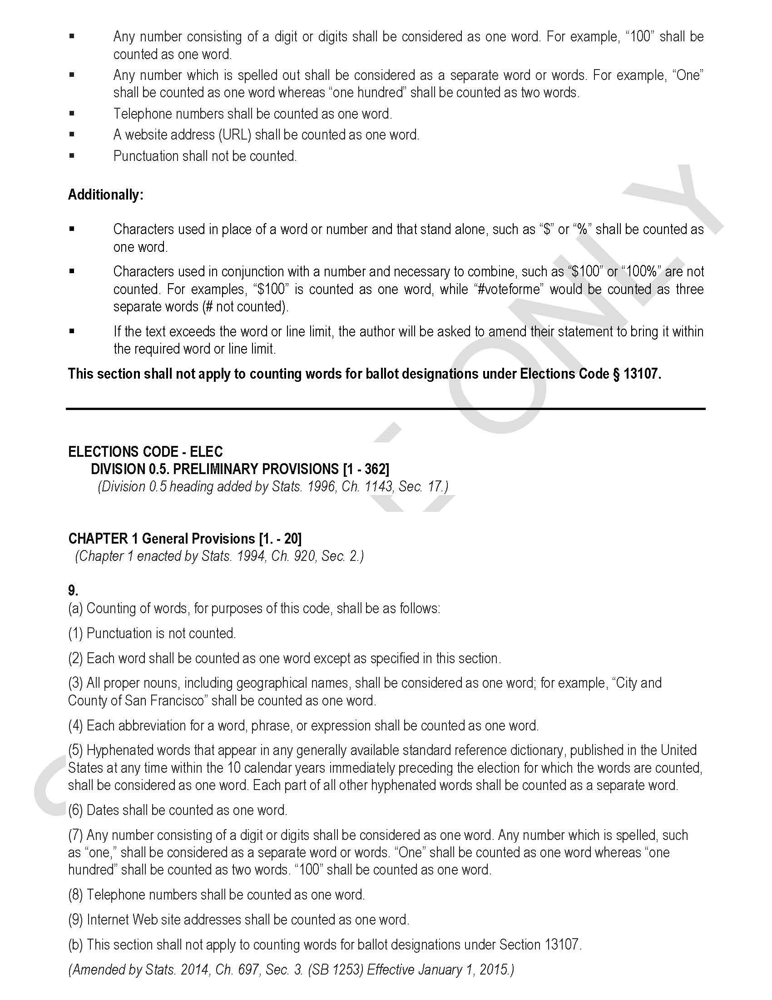 ▪ Any number consisting of a digit or digits shall be considered as one word. For example, “100” shall be
counted as one word.
▪ Any number which is spelled out shall be considered as a separate word or words. For example, “One”
shall be counted as one word whereas “one hundred” shall be counted as two words.
▪ Telephone numbers shall be counted as one word.
▪ A website address (URL) shall be counted as one word.
▪ Punctuation shall not be counted.
Additionally:
▪ Characters used in place of a word or number and that stand alone, such as “$” or “%” shall be counted as
one word.
▪ Characters used in conjunction with a number and necessary to combine, such as “$100” or “100%” are not
counted. For examples, “$100” is counted as one word, while “#voteforme” would be counted as three
separate words (# not counted).
▪ If the text exceeds the word or line limit, the author will be asked to amend their statement to bring it within
the required word or line limit.
This section shall not apply to counting words for ballot designations under Elections Code § 13107.
ELECTIONS CODE - ELEC
DIVISION 0.5. PRELIMINARY PROVISIONS [1 - 362]
(Division 0.5 heading added by Stats. 1996, Ch. 1143, Sec. 17.)
CHAPTER 1 General Provisions [1. - 20]
(Chapter 1 enacted by Stats. 1994, Ch. 920, Sec. 2.)
9.
(a) Counting of words, for purposes of this code, shall be as follows:
(1) Punctuation is not counted.
(2) Each word shall be counted as one word except as specified in this section.
(3) All proper nouns, including geographical names, shall be considered as one word; for example, “City and
County of San Francisco” shall be counted as one word.
(4) Each abbreviation for a word, phrase, or expression shall be counted as one word.
(5) Hyphenated words that appear in any generally available standard reference dictionary, published in the United
States at any time within the 10 calendar years immediately preceding the election for which the words are counted,
shall be considered as one word. Each part of all other hyphenated words shall be counted as a separate word.
(6) Dates shall be counted as one word.
(7) Any number consisting of a digit or digits shall be considered as one word. Any number which is spelled, such
as “one,” shall be considered as a separate word or words. “One” shall be counted as one word whereas “one
hundred” shall be counted as two words. “100” shall be counted as one word.
(8) Telephone numbers shall be counted as one word.
(9) Internet Web site addresses shall be counted as one word.
(b) This section shall not apply to counting words for ballot designations under Section 13107.
(Amended by Stats. 2014, Ch. 697, Sec. 3. (SB 1253) Effective January 1, 2015.)
ONLY